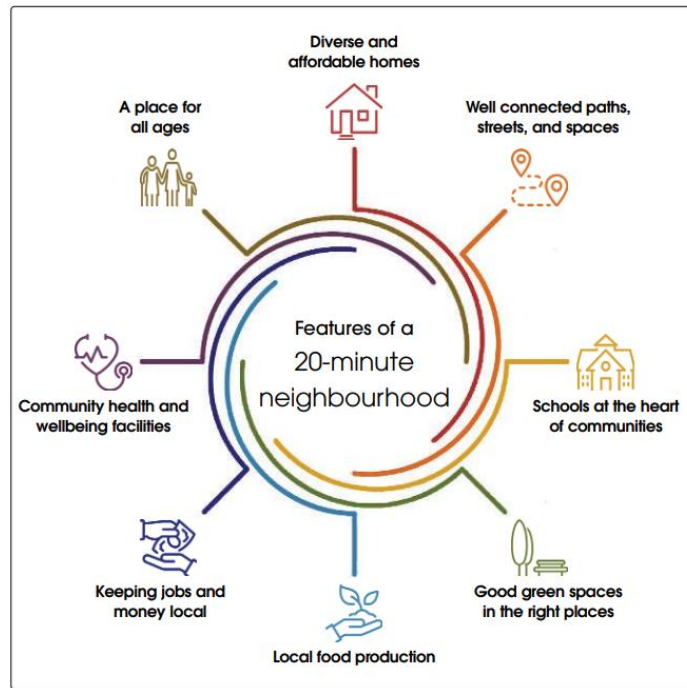 Diverse and
affordable homes
Well connected paths,
streets, and spaces
Schools at the heart
of communities
Good green spaces
in the right places
Local food production
Keeping jobs and
money local
Community health and
wellbeing facilities
A place for
all ages
Features of a
20-minute
neighbourhood